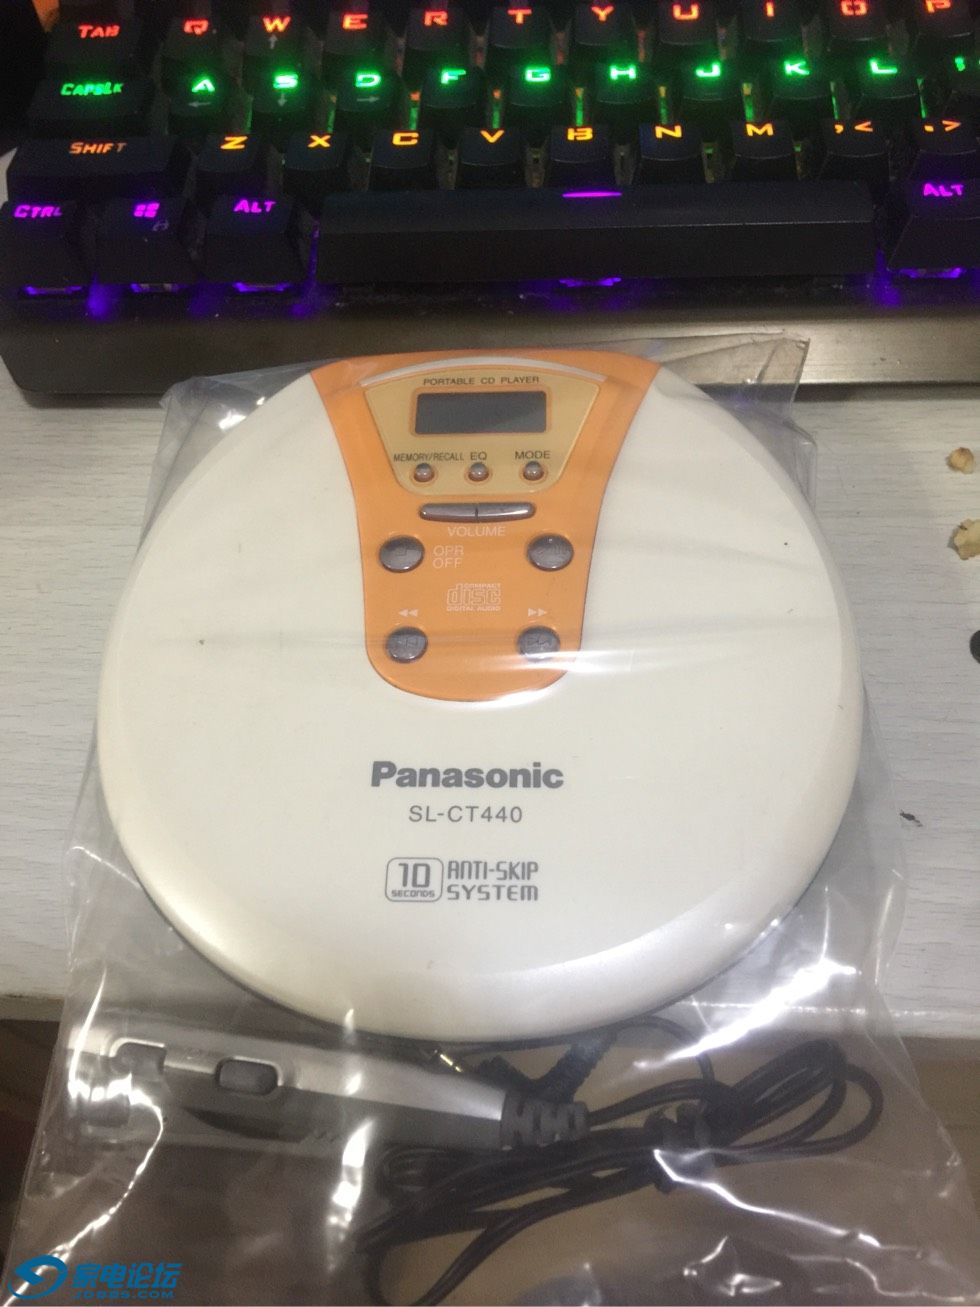 TAB Q W E R T Y U I O P
CAPSLK A S D F G H J K L
SHIFT Z X C V B N M , < . >
CTRL ALT ALT
PORTABLE CD PLAYER
MEMORY/RECALL EQ MODE
VOLUME
OPR
OFF
COMPACT
disc
DIGITAL AUDIO
Panasonic
SL-CT440
10 SECONDS
ANTI-SKIP
SYSTEM
家电论坛
JDBBS.COM